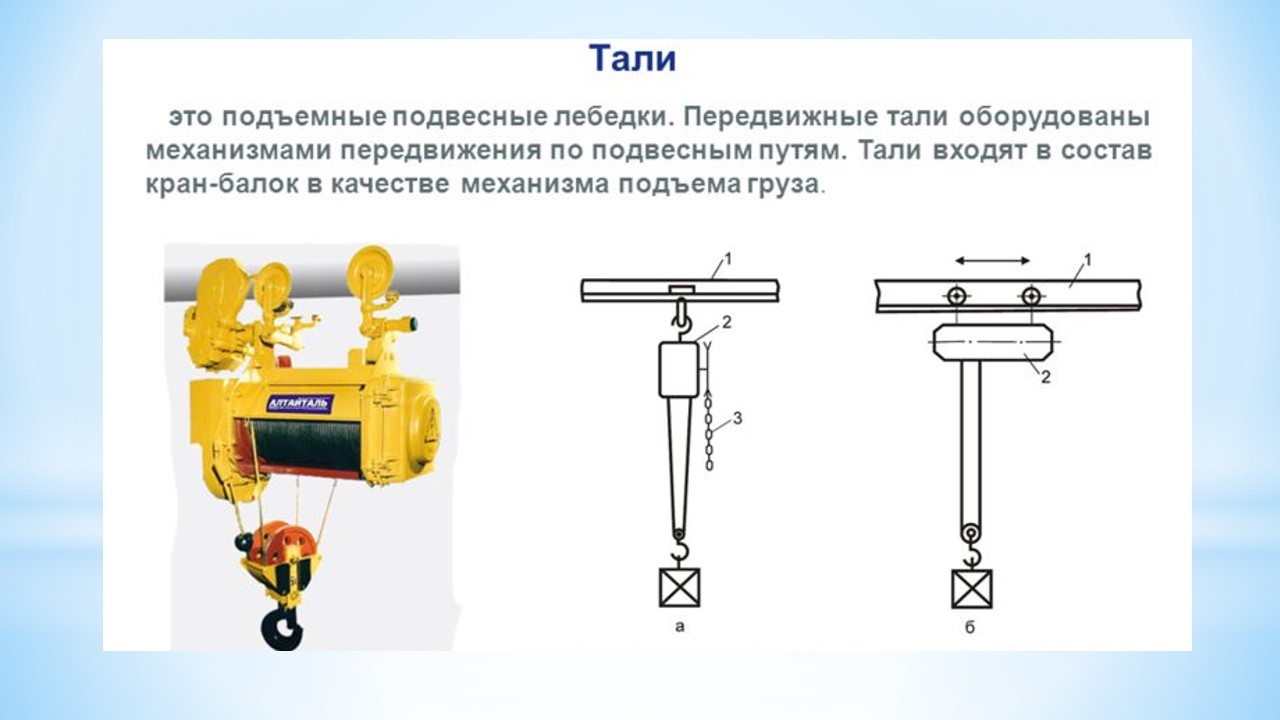 Тали
это подъемные подвесные лебедки. Передвижные тали оборудованы
механизмами передвижения по подвесным путям. Тали входят в состав
кран-балок в качестве механизма подъема груза.
АЛТАЙТАЛЬ
1
2
3
а
1
2
б